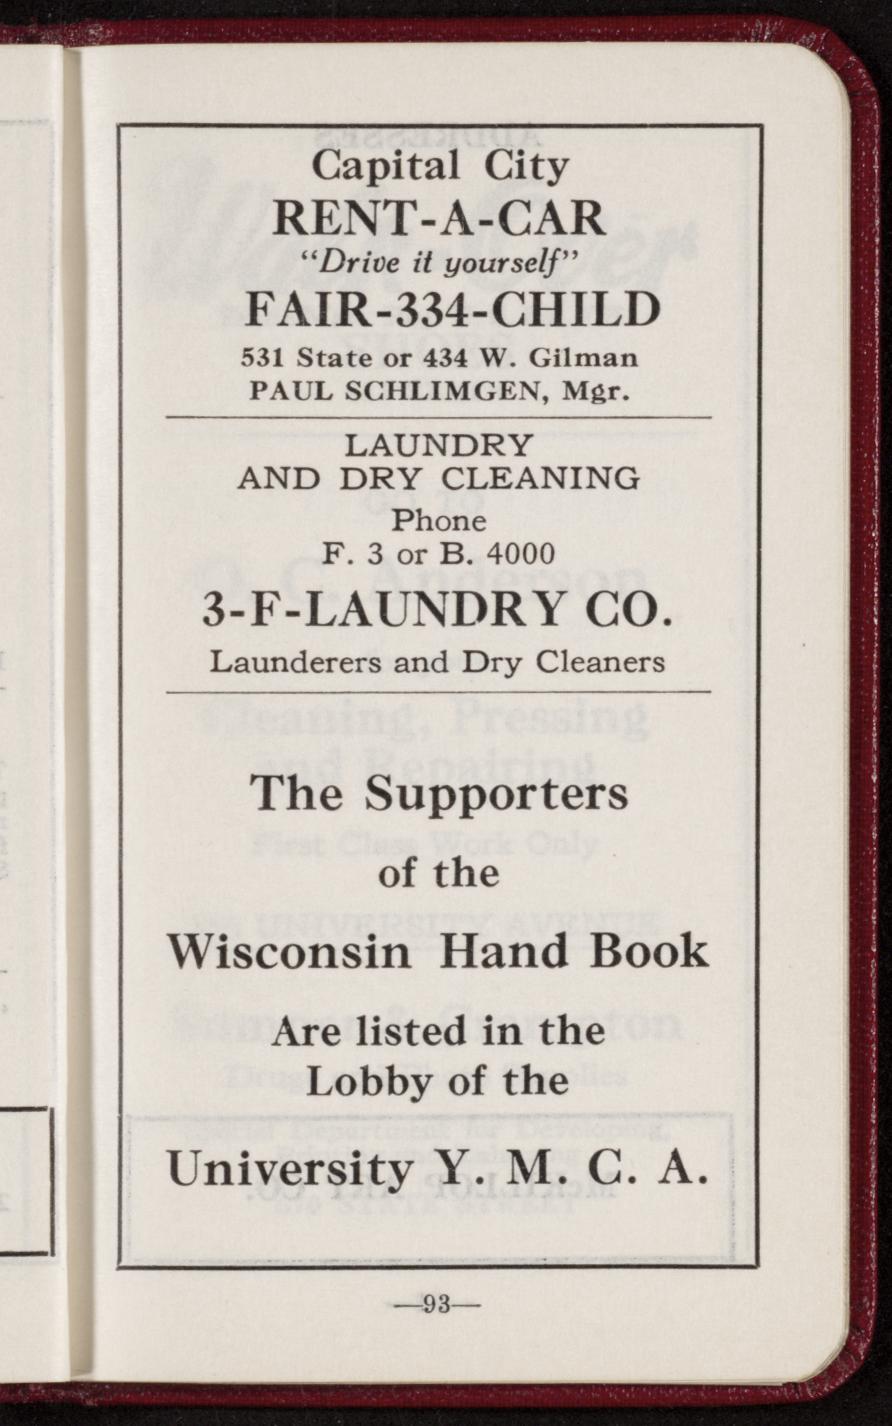 Capital City
RENT-A-CAR
"Drive it yourself"
FAIR-334-CHILD
531 State or 434 W. Gilman
PAUL SCHLIMGEN, Mgr.
LAUNDRY
AND DRY CLEANING
Phone
F. 3 or B. 4000
3-F-LAUNDRY CO.
Launderers and Dry Cleaners
The Supporters
of the
Wisconsin Hand Book
Are listed in the
Lobby of the
University Y. M. C. A.
—93—